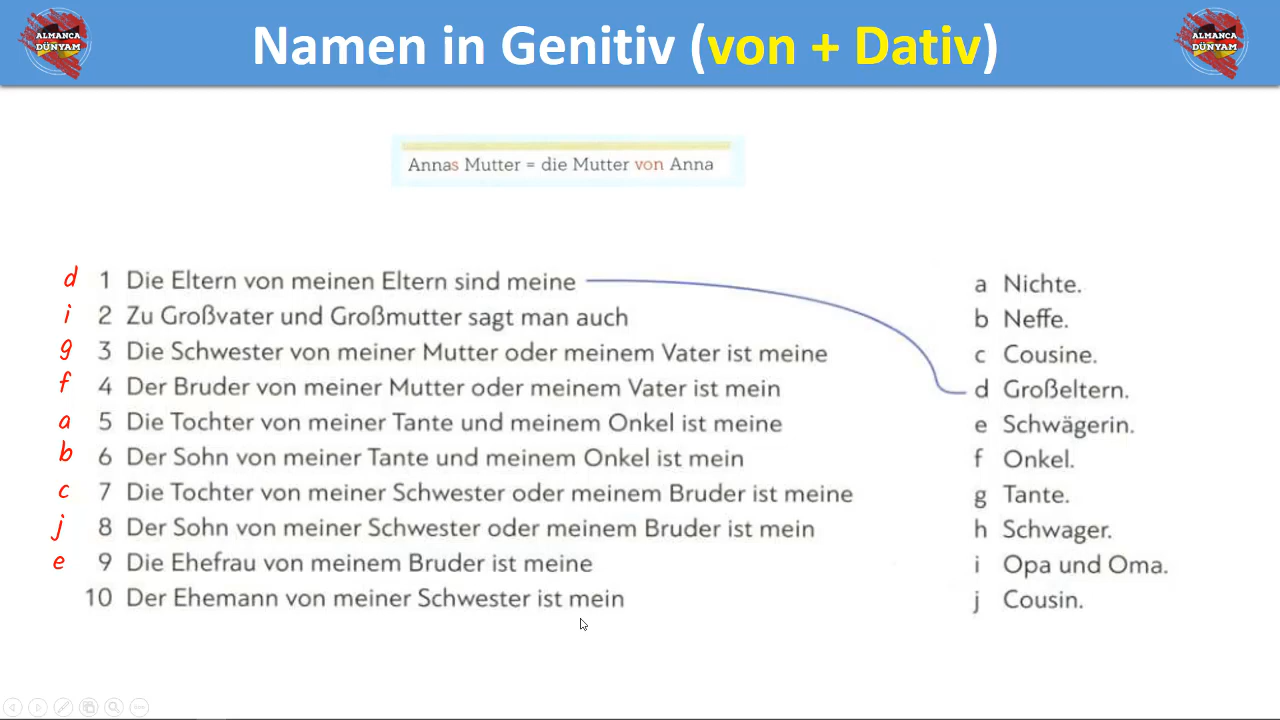 ALMANCA
DÜNYAM
Namen in Genitiv (von + Dativ)
ALMANCA
DÜNYAM
Annas Mutter = die Mutter von Anna
d 1 Die Eltern von meinen Eltern sind meine
i 2 Zu Großvater und Großmutter sagt man auch
g 3 Die Schwester von meiner Mutter oder meinem Vater ist meine
f 4 Der Bruder von meiner Mutter oder meinem Vater ist mein
a 5 Die Tochter von meiner Tante und meinem Onkel ist meine
b 6 Der Sohn von meiner Tante und meinem Onkel ist mein
c 7 Die Tochter von meiner Schwester oder meinem Bruder ist meine
j 8 Der Sohn von meiner Schwester oder meinem Bruder ist mein
e 9 Die Ehefrau von meinem Bruder ist meine
10 Der Ehemann von meiner Schwester ist mein
a Nichte.
b Neffe.
c Cousine.
d Großeltern.
e Schwägerin.
f Onkel.
g Tante.
h Schwager.
i Opa und Oma.
j Cousin.